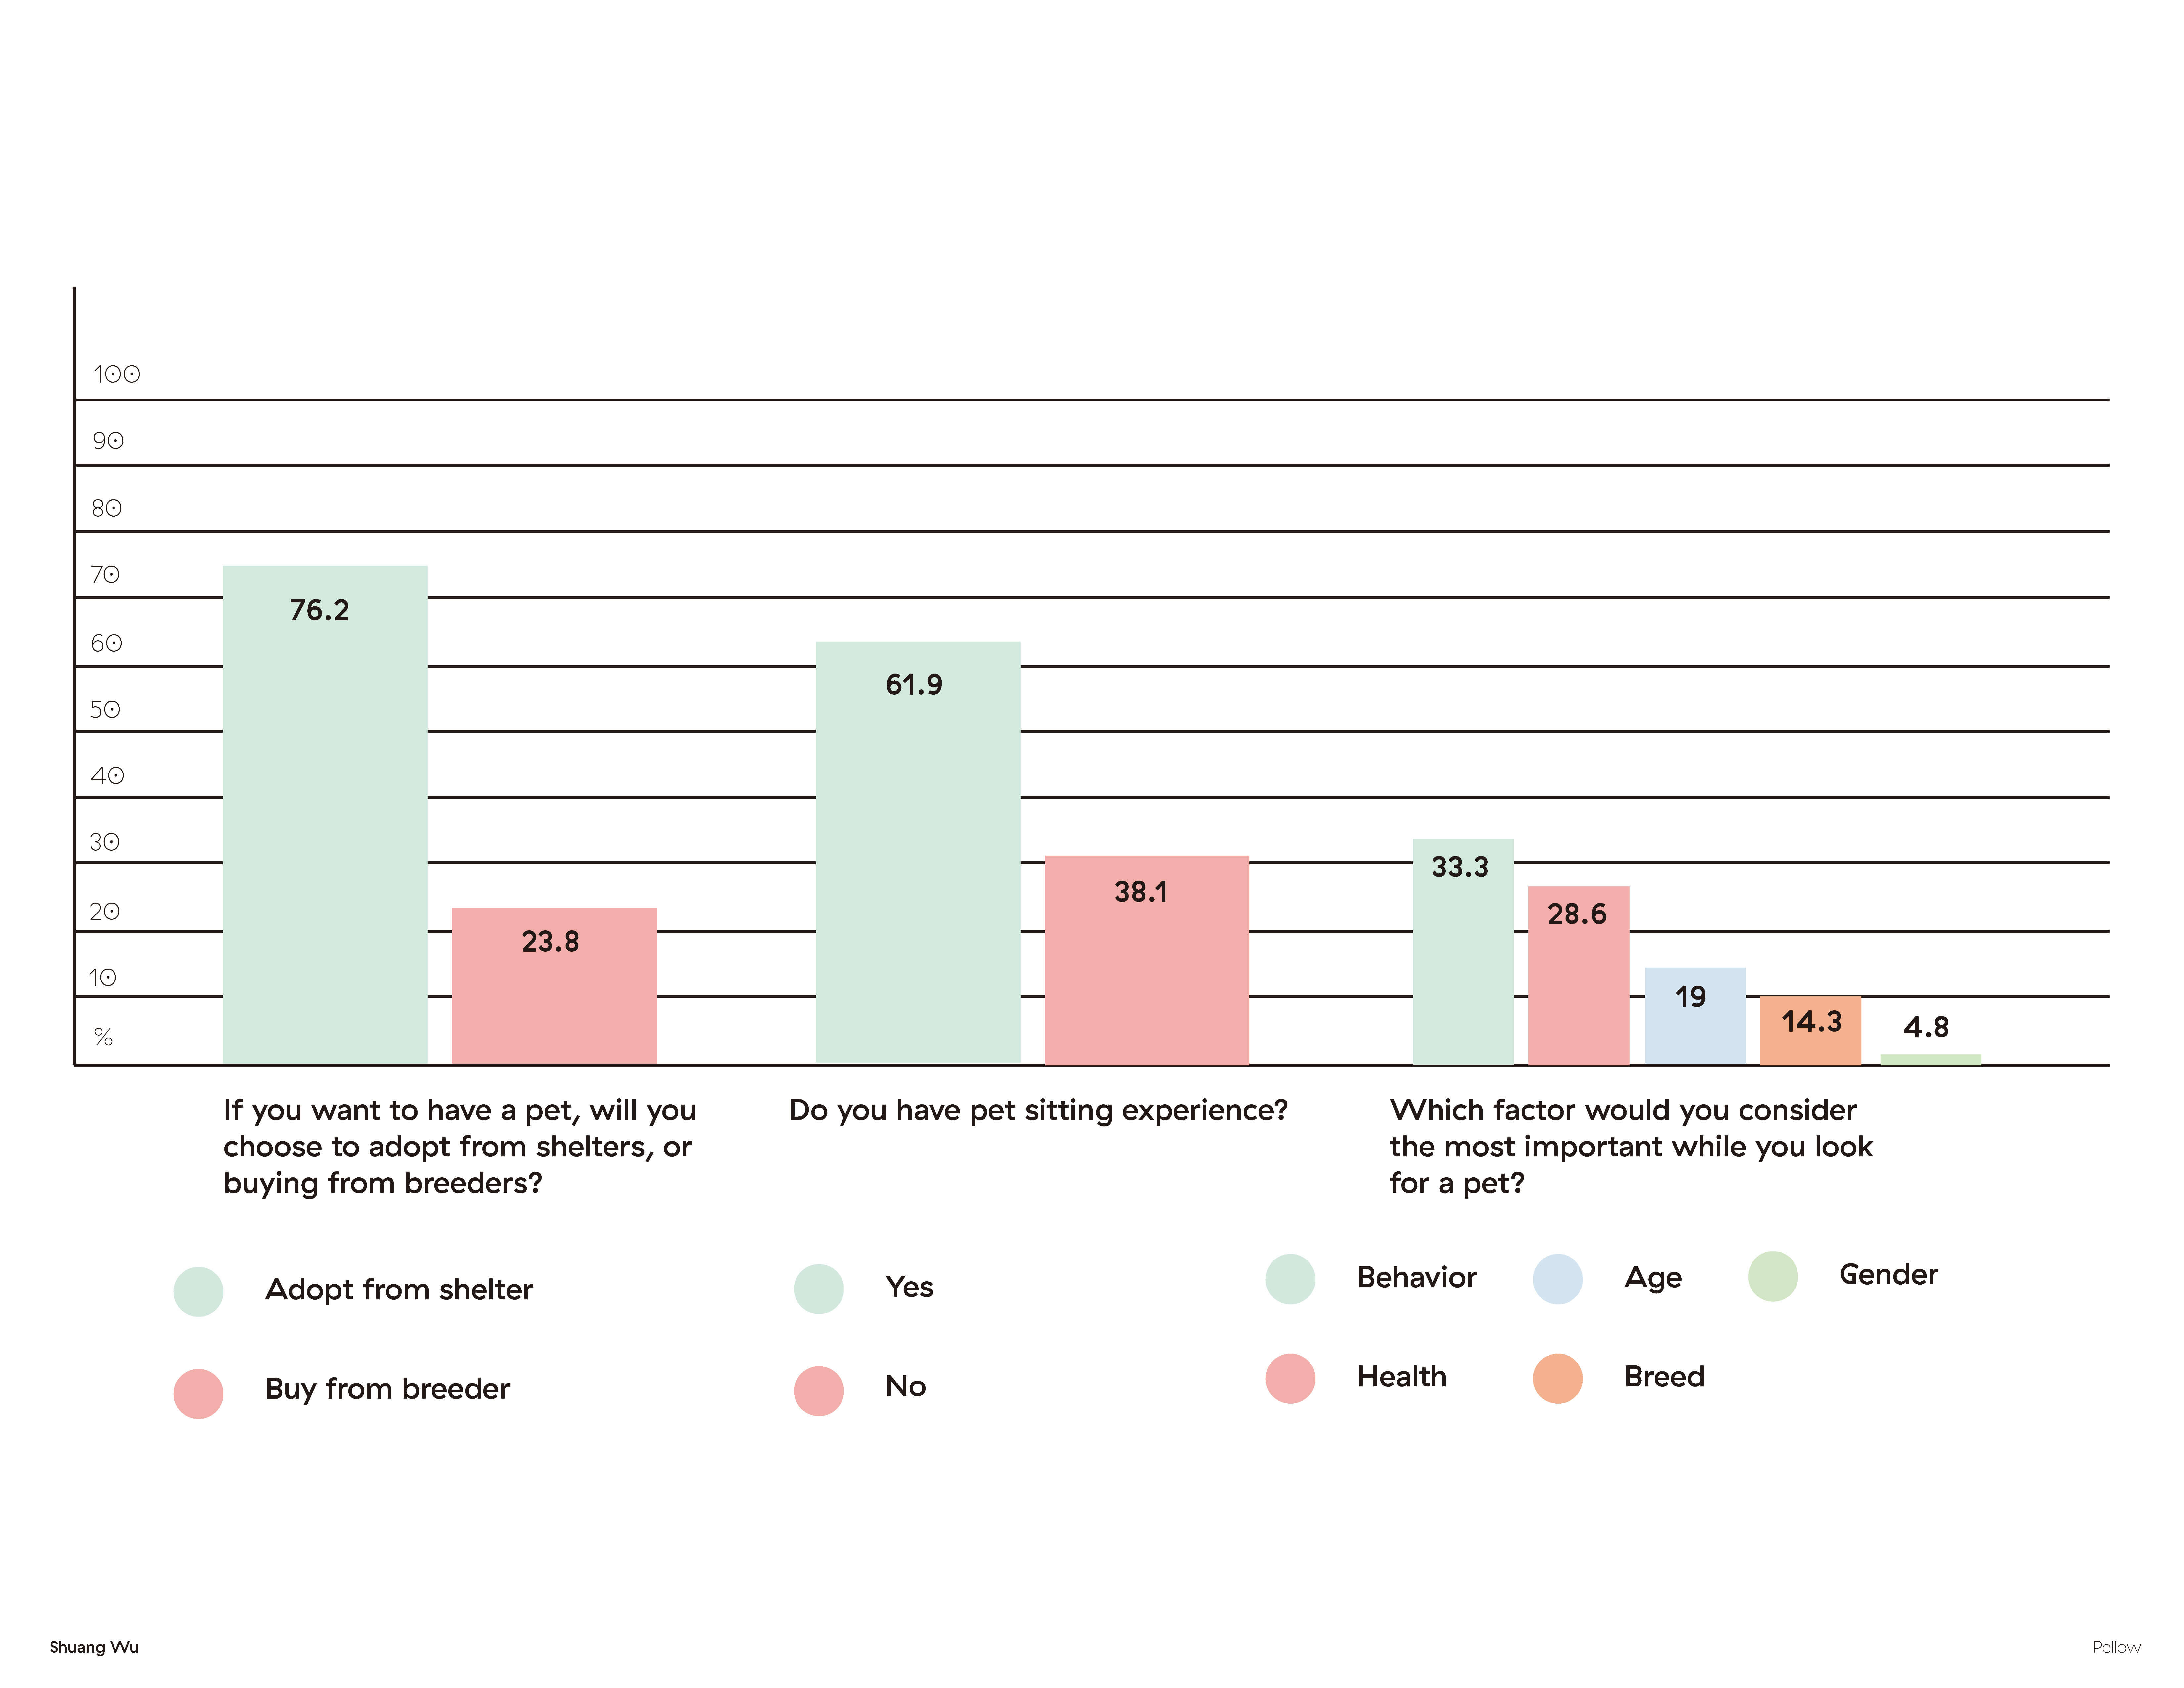 100
90
80
70
60
50
40
30
20
10
%
76.2
23.8
61.9
38.1
33.3
28.6
19
14.3
4.8
If you want to have a pet, will you
choose to adopt from shelters, or
buying from breeders?
Adopt from shelter
Buy from breeder
Do you have pet sitting experience?
Yes
No
Which factor would you consider
the most important while you look
for a pet?
Behavior
Age
Gender
Health
Breed
Shuang Wu
Pellow